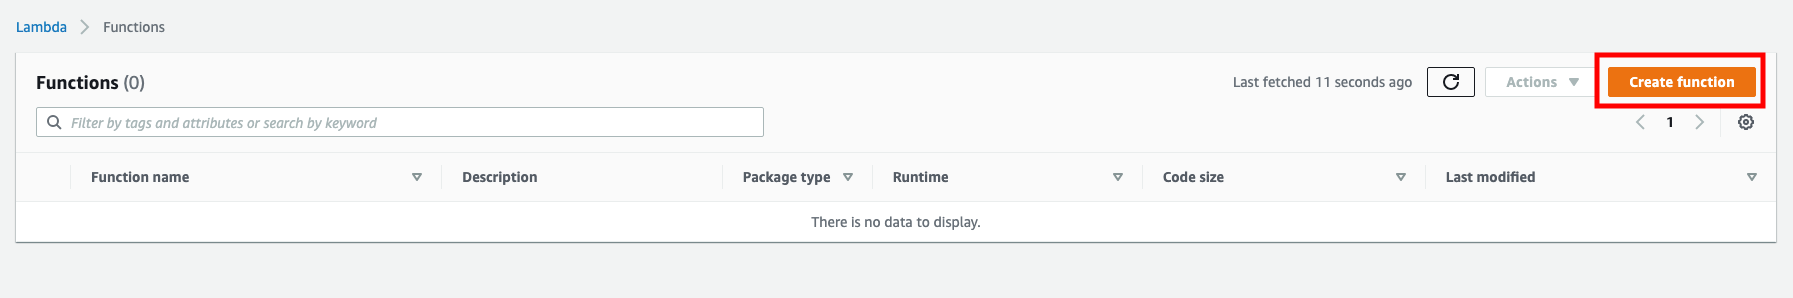 Lambda > Functions
Functions (0)
Last fetched 11 seconds ago
Actions
Create function
Filter by tags and attributes or search by keyword
1
Function name Description Package type Runtime Code size Last modified
There is no data to display.